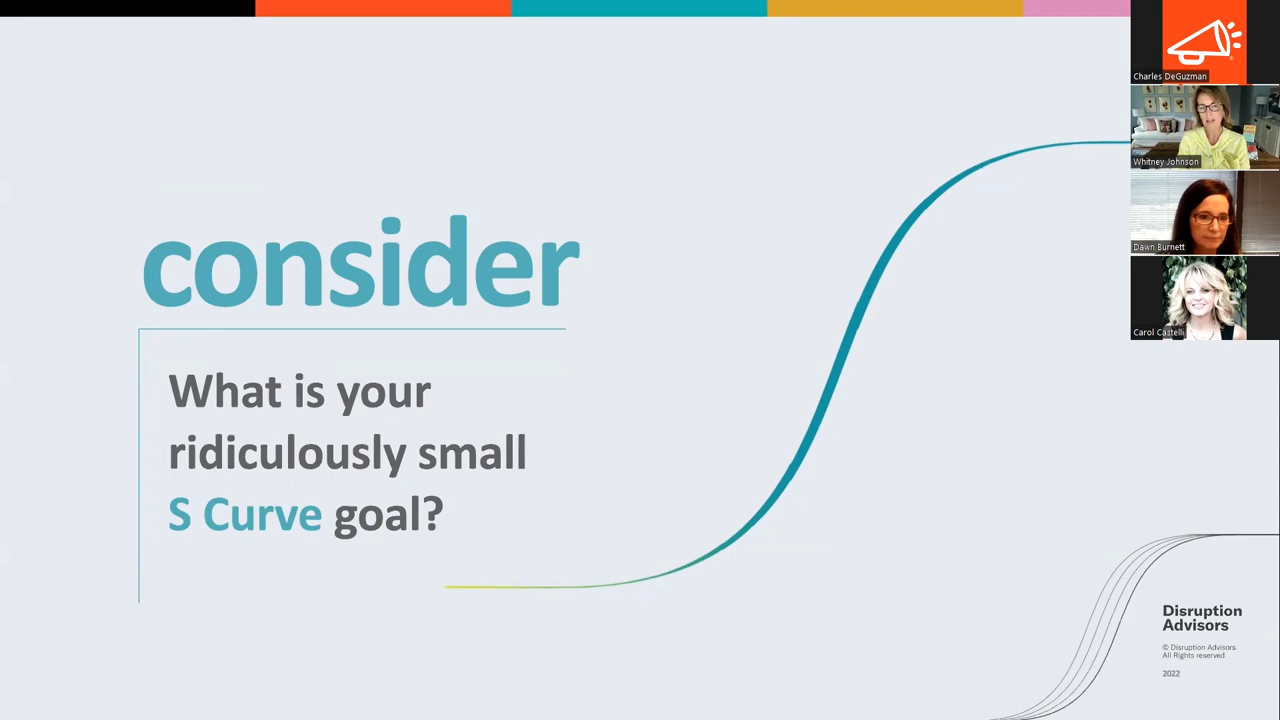 consider
What is your
ridiculously small
S Curve goal?
Charles DeGuzman
Whitney Johnson
Dawn Burnett
Carol Castelli
Disruption
Advisors
© Disruption Advisors
All Rights reserved
2022